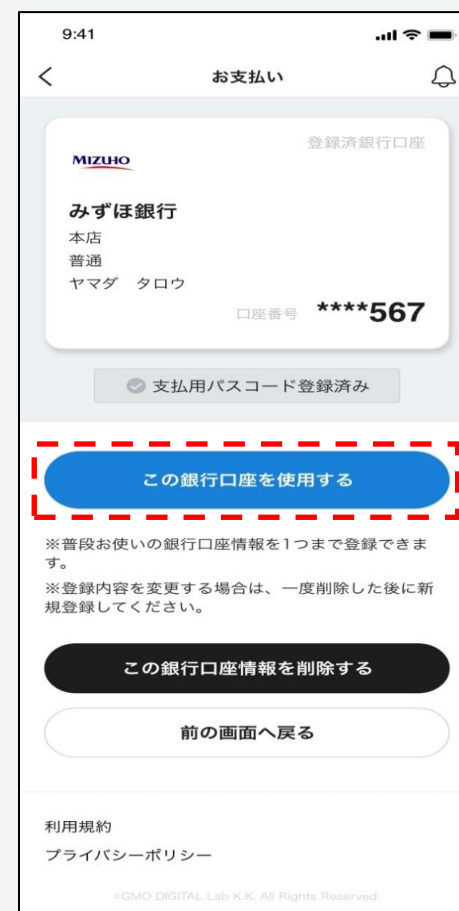 9:41
お支払い
登録済銀行口座
MIZUHO
みずほ銀行
本店
普通
ヤマダ　タロウ
口座番号 ****567
支払用パスコード登録済み
この銀行口座を使用する
※普段お使いの銀行口座情報を1つまで登録できま
す。
※登録内容を変更する場合は、一度削除した後に新
規登録してください。
この銀行口座情報を削除する
前の画面へ戻る
利用規約
プライバシーポリシー
©GMO DIGITAL Lab K.K. All Rights Reserved.